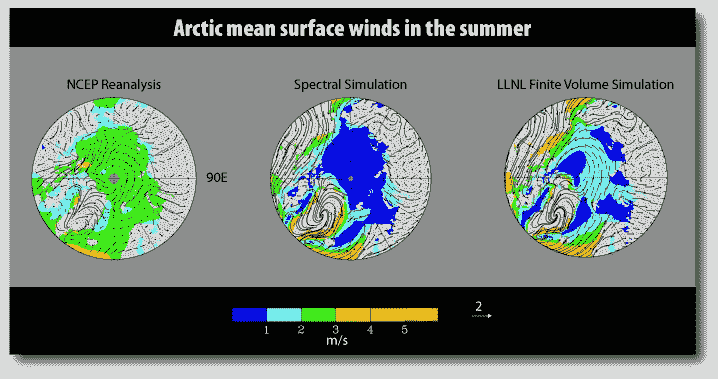 Arctic mean surface winds in the summer
NCEP Reanalysis
Spectral Simulation
LLNL Finite Volume Simulation
90E
2
1 2 3 4 5
m/s